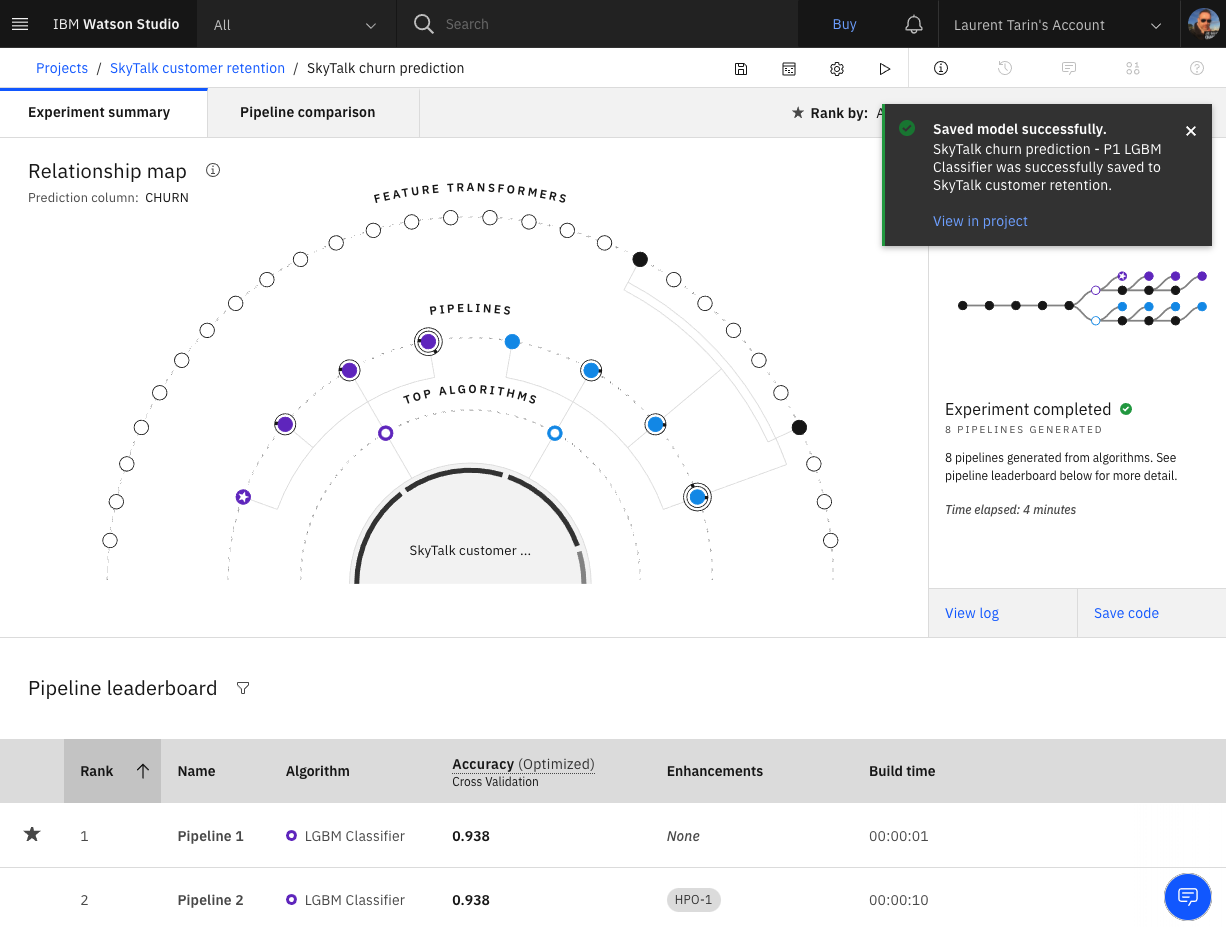 IBM Watson Studio
All
Search
Buy
Laurent Tarin's Account
Projects / SkyTalk customer retention / SkyTalk churn prediction
Experiment summary
Pipeline comparison
Rank by:
Saved model successfully.
SkyTalk churn prediction - P1 LGBM
Classifier was successfully saved to
SkyTalk customer retention.
View in project
Relationship map
Prediction column: CHURN
FEATURE TRANSFORMERS
PIPELINES
TOP ALGORITHMS
SkyTalk customer ...
Experiment completed
8 PIPELINES GENERATED
8 pipelines generated from algorithms. See
pipeline leaderboard below for more detail.
Time elapsed: 4 minutes
View log
Save code
Pipeline leaderboard
Rank
Name
Algorithm
Accuracy (Optimized)
Cross Validation
Enhancements
Build time
1 Pipeline 1 LGBM Classifier 0.938 None 00:00:01
2 Pipeline 2 LGBM Classifier 0.938 HPO-1 00:00:10